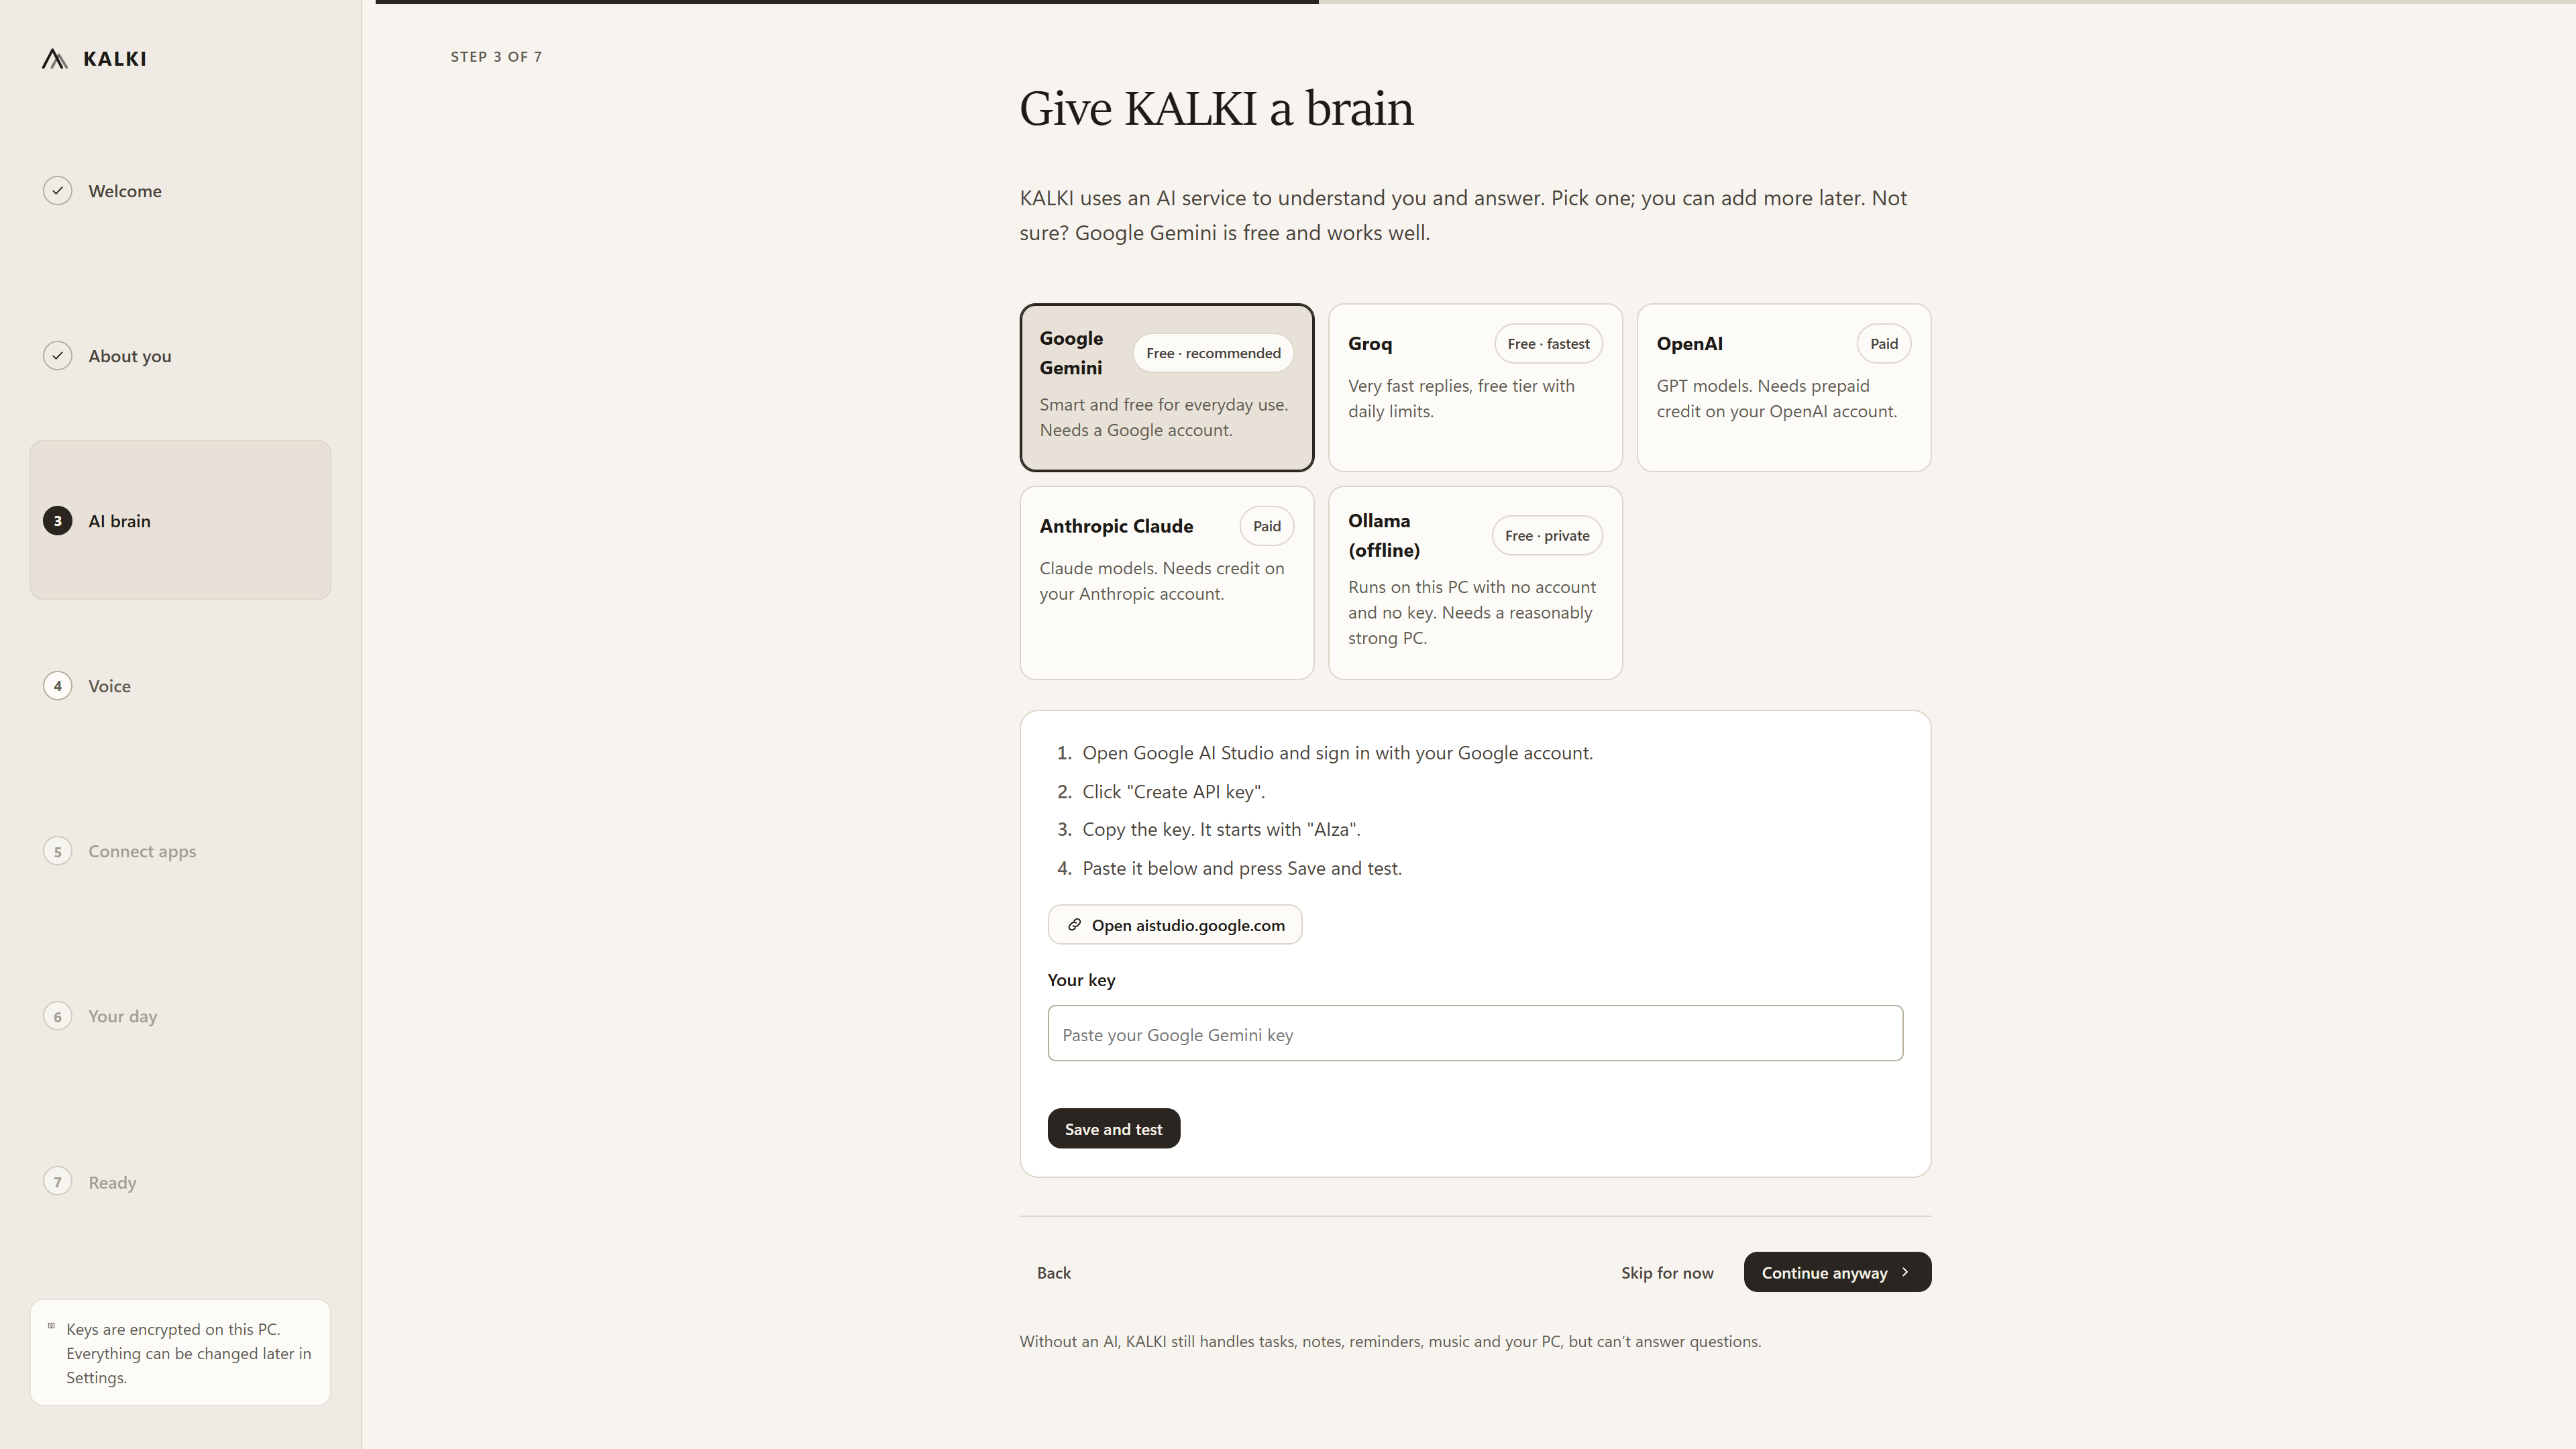 KALKI
Welcome
About you
3 AI brain
4 Voice
5 Connect apps
6 Your day
7 Ready
Keys are encrypted on this PC.
Everything can be changed later in
Settings.
STEP 3 OF 7
Give KALKI a brain
KALKI uses an AI service to understand you and answer. Pick one; you can add more later. Not
sure? Google Gemini is free and works well.
Google
Gemini
Free · recommended
Smart and free for everyday use.
Needs a Google account.
Groq
Free · fastest
Very fast replies, free tier with
daily limits.
OpenAI
Paid
GPT models. Needs prepaid
credit on your OpenAI account.
Anthropic Claude
Paid
Claude models. Needs credit on
your Anthropic account.
Ollama
(offline)
Free · private
Runs on this PC with no account
and no key. Needs a reasonably
strong PC.
1. Open Google AI Studio and sign in with your Google account.
2. Click "Create API key".
3. Copy the key. It starts with "AIza".
4. Paste it below and press Save and test.
Open aistudio.google.com
Your key
Paste your Google Gemini key
Save and test
Back
Skip for now
Continue anyway
Without an AI, KALKI still handles tasks, notes, reminders, music and your PC, but can't answer questions.